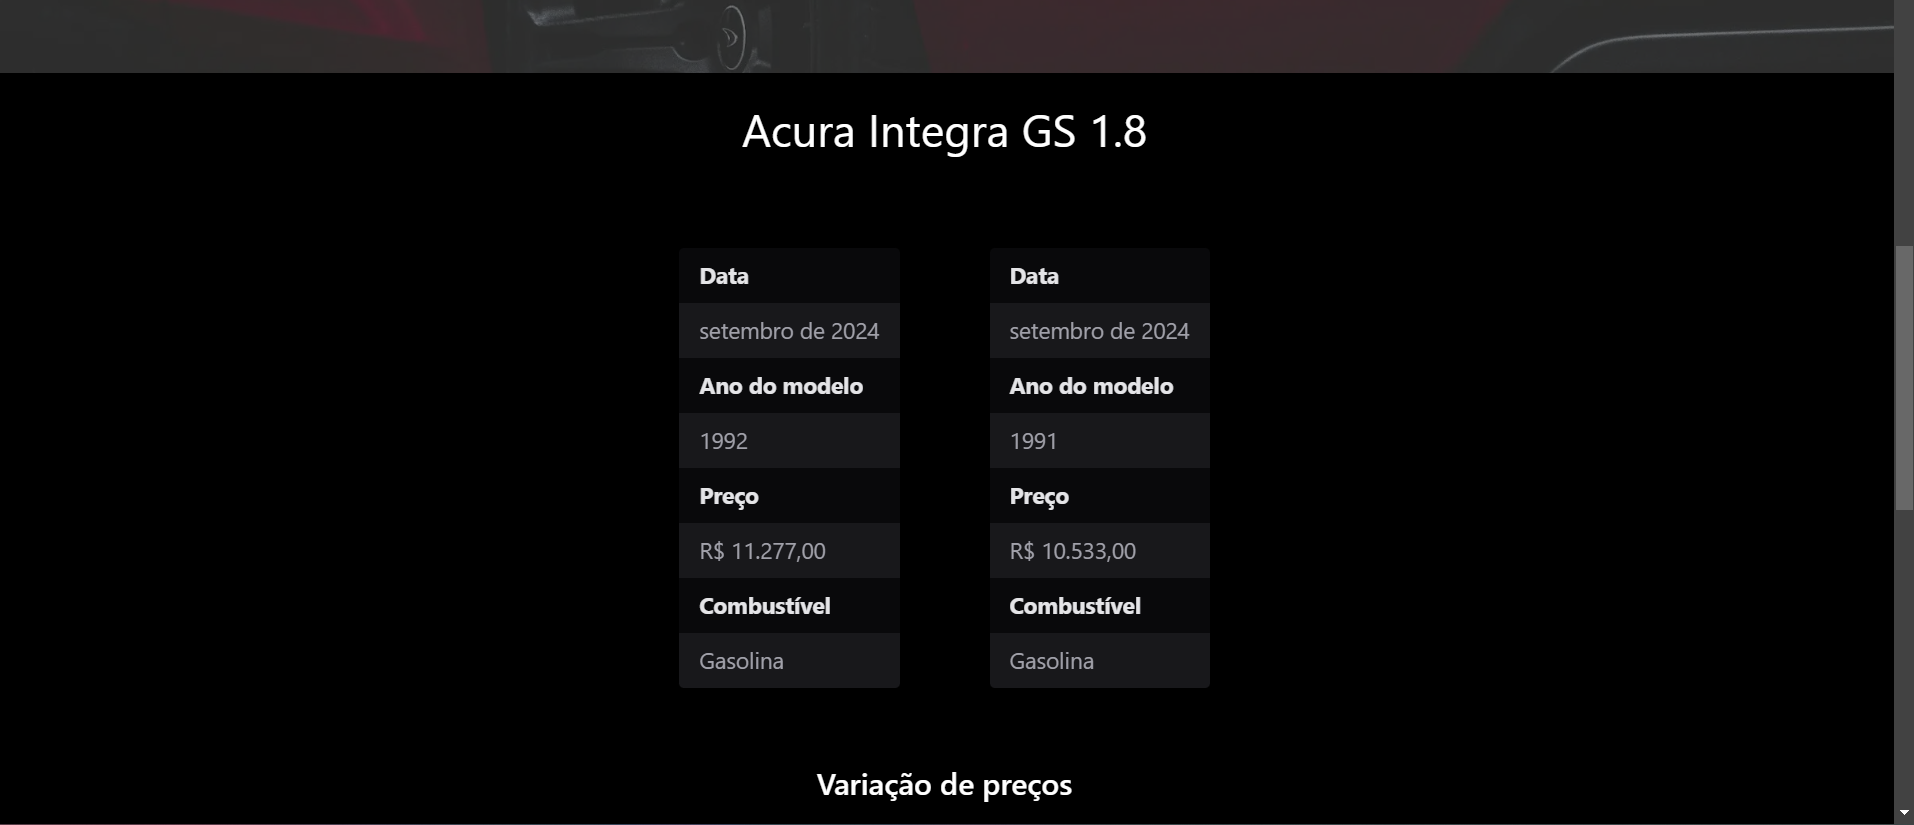 Acura Integra GS 1.8
Data
setembro de 2024
Ano do modelo
1992
Preço
R$ 11.277,00
Combustível
Gasolina
Data
setembro de 2024
Ano do modelo
1991
Preço
R$ 10.533,00
Combustível
Gasolina
Variação de preços